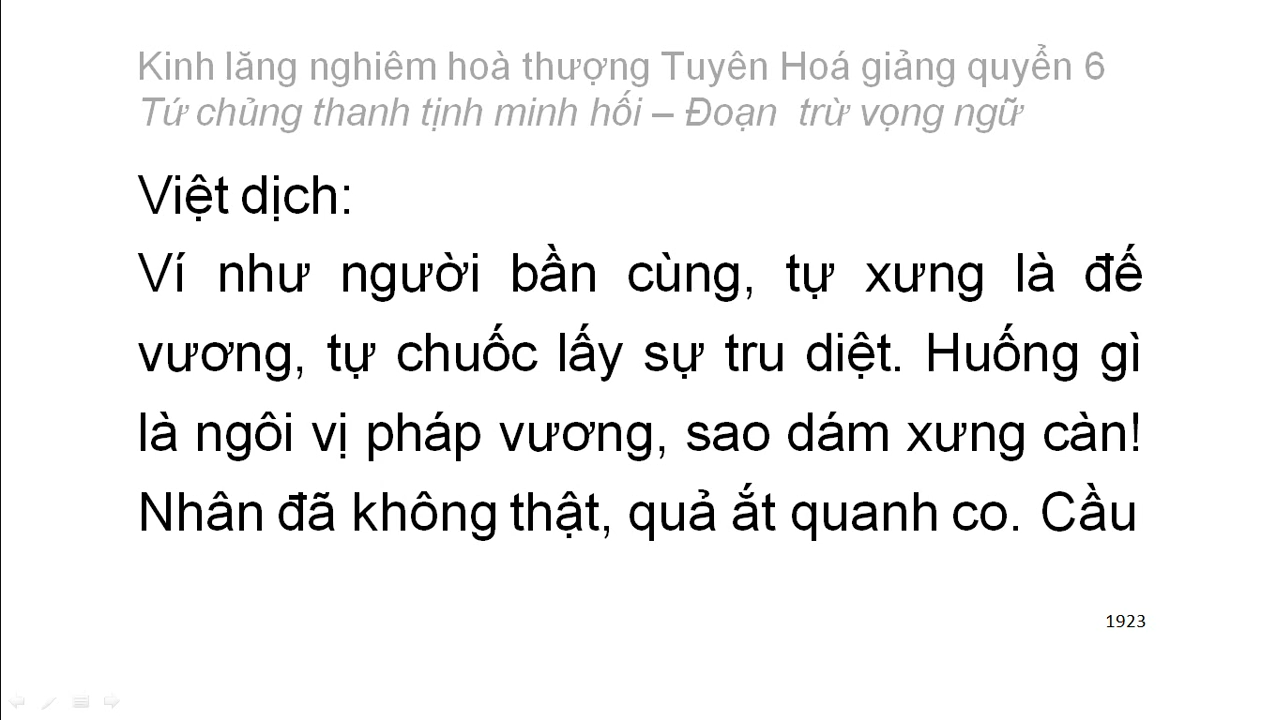 Kinh lăng nghiêm hoà thượng Tuyên Hoá giảng quyển 6
Tứ chủng thanh tịnh minh hối – Đoạn  trừ vọng ngữ
Việt dịch:
Ví như người bần cùng, tự xưng là đế
vương, tự chuốc lấy sự tru diệt. Huống gì
là ngôi vị pháp vương, sao dám xưng càn!
Nhân đã không thật, quả ắt quanh co. Cầu
1923